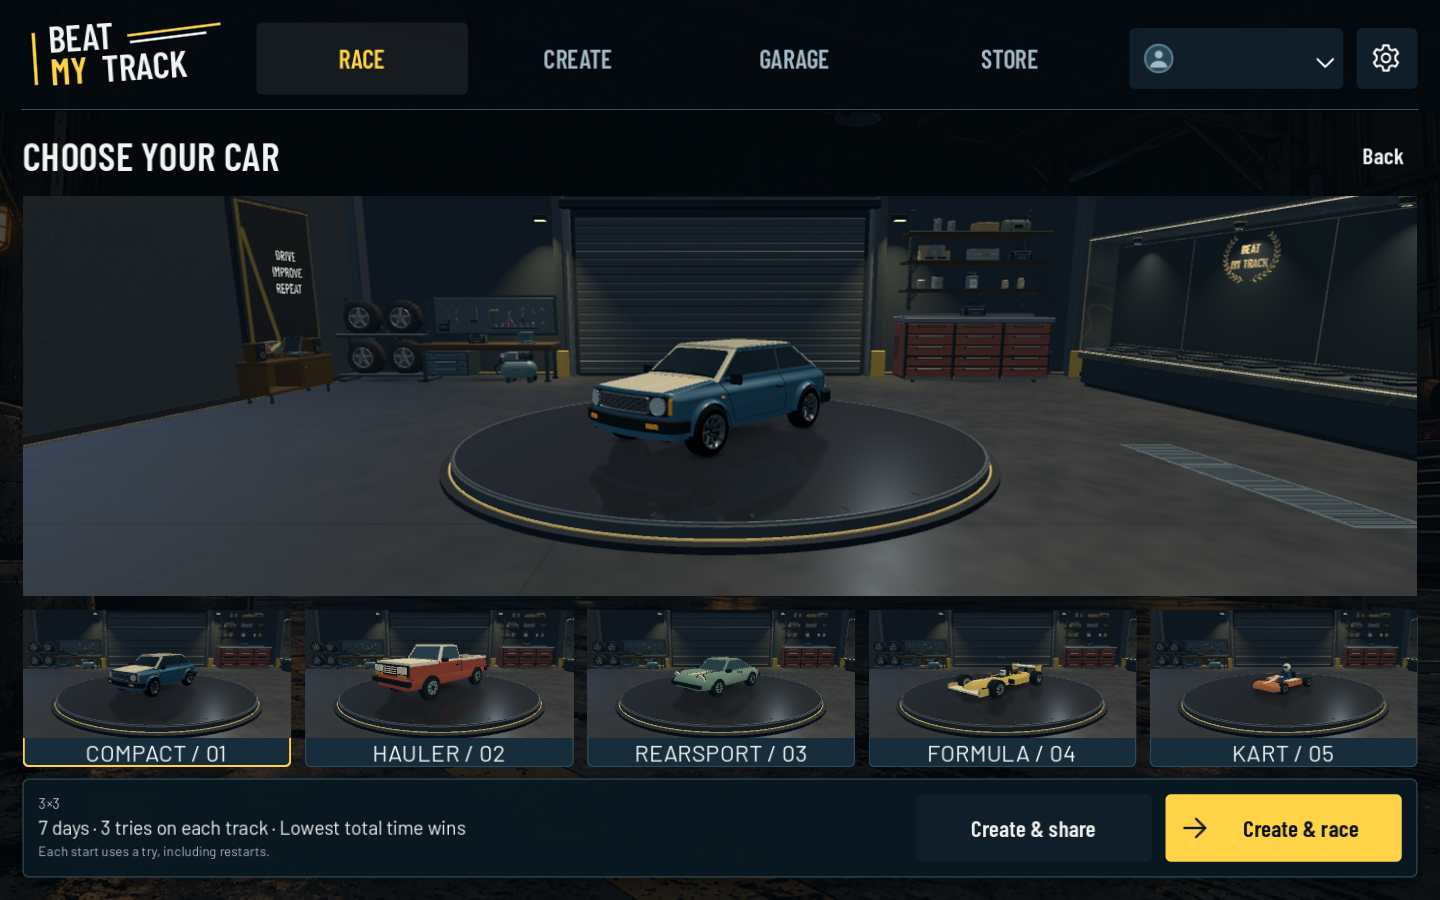 BEAT
MY TRACK
RACE
CREATE
GARAGE
STORE
CHOOSE YOUR CAR
Back
DRIVE
IMPROVE
REPEAT
BEAT
MY TRACK
COMPACT / 01
HAULER / 02
REARSPORT / 03
FORMULA / 04
KART / 05
3×3
7 days · 3 tries on each track · Lowest total time wins
Each start uses a try, including restarts.
Create & share
Create & race